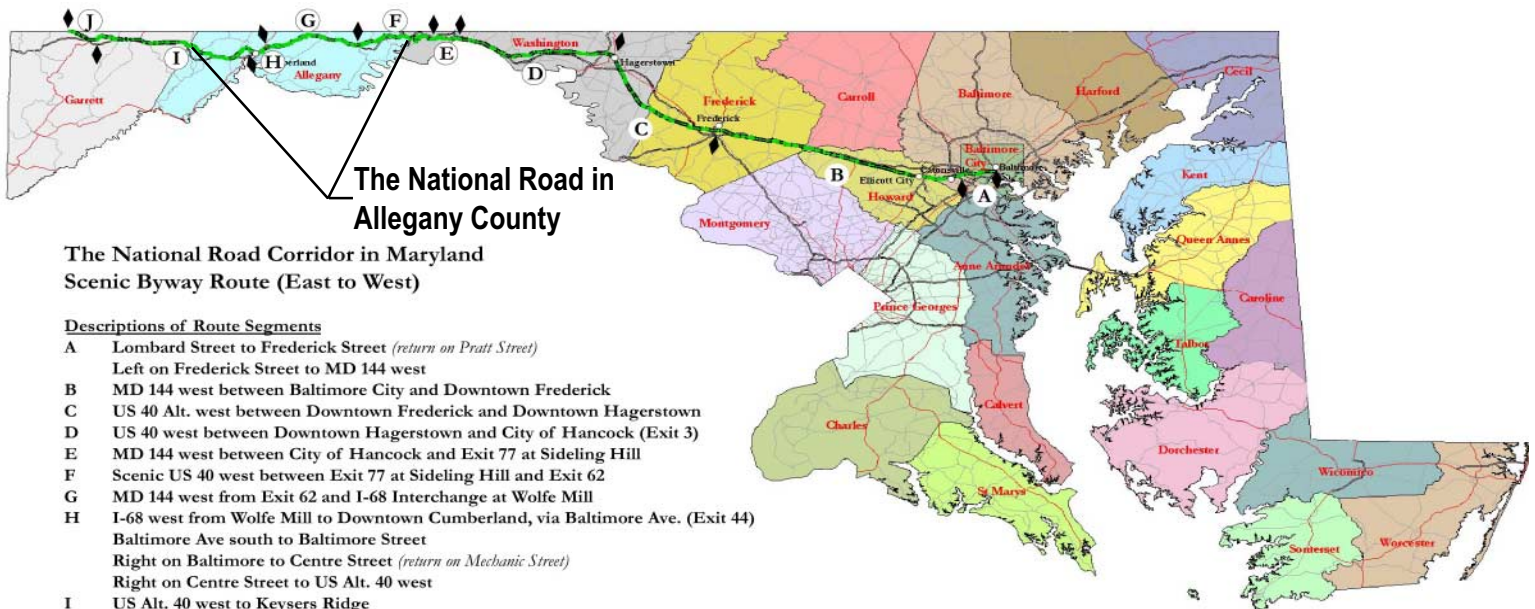 J
G
F
I
H
E
D
C
B
A
Washington
Hagerstown
berland
Allegany
Garrett
Frederick
Frederick
Carroll
Baltimore
Harford
Cecil
Baltimore
City
Baltimore
Catonsville
Ellicott City
Howard
Montgomery
Kent
Queen Annes
Anne Arundel
Prince Georges
Caroline
Talbot
Calvert
Charles
St Marys
Dorchester
Wicomico
Somerset
Worcester
The National Road in
Allegany County
The National Road Corridor in Maryland
Scenic Byway Route (East to West)
Descriptions of Route Segments
A Lombard Street to Frederick Street (return on Pratt Street)
Left on Frederick Street to MD 144 west
B MD 144 west between Baltimore City and Downtown Frederick
C US 40 Alt. west between Downtown Frederick and Downtown Hagerstown
D US 40 west between Downtown Hagerstown and City of Hancock (Exit 3)
E MD 144 west between City of Hancock and Exit 77 at Sideling Hill
F Scenic US 40 west between Exit 77 at Sideling Hill and Exit 62
G MD 144 west from Exit 62 and I-68 Interchange at Wolfe Mill
H I-68 west from Wolfe Mill to Downtown Cumberland, via Baltimore Ave. (Exit 44)
Baltimore Ave south to Baltimore Street
Right on Baltimore to Centre Street (return on Mechanic Street)
Right on Centre Street to US Alt. 40 west
I US Alt. 40 west to Keysers Ridge